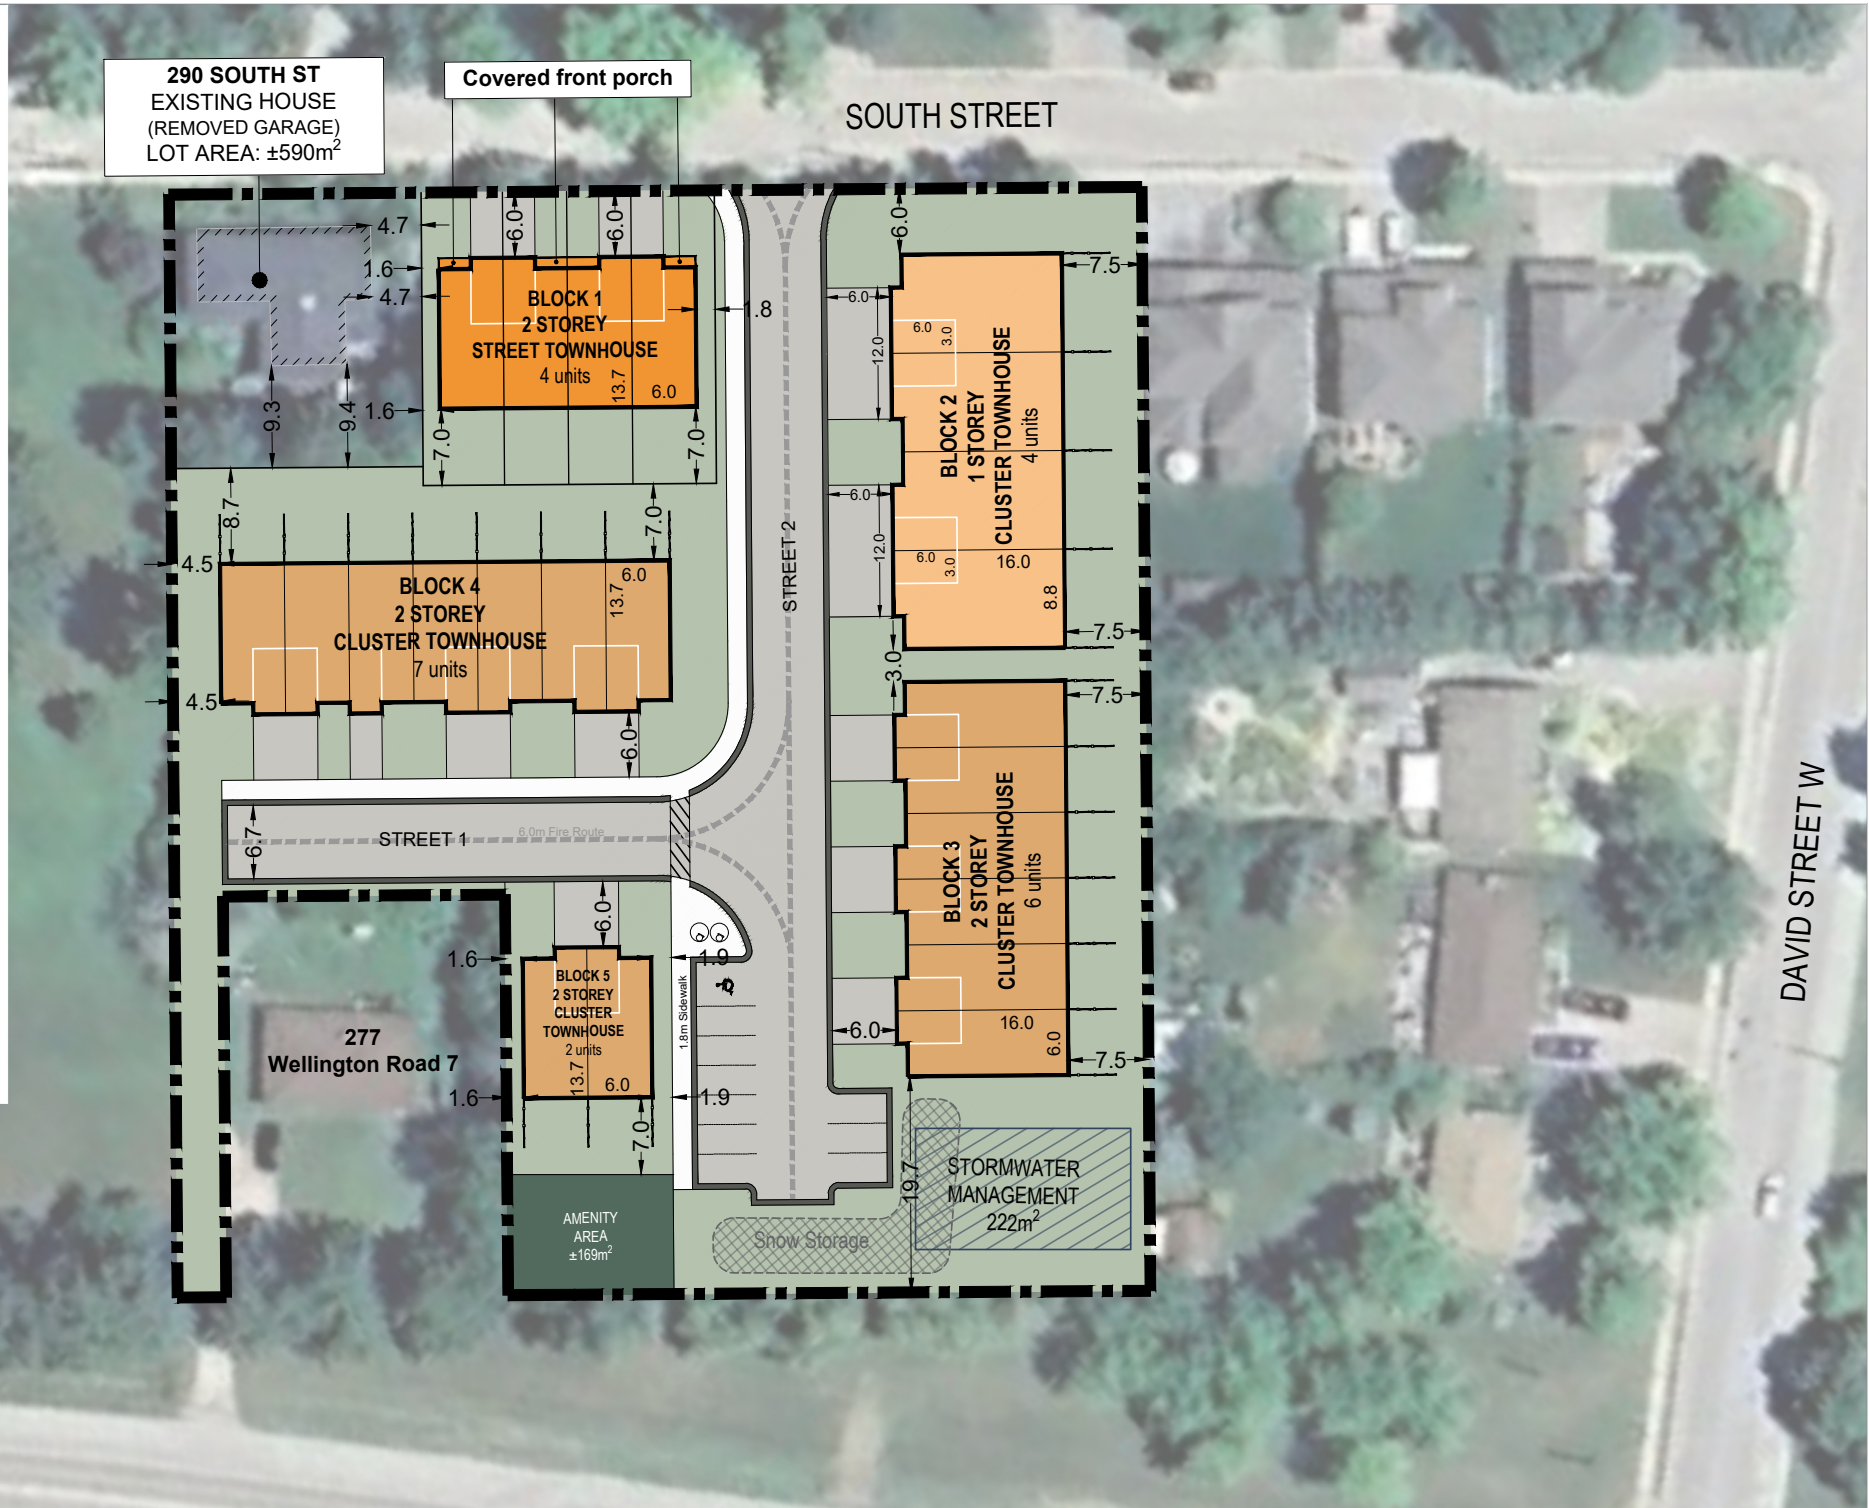 290 SOUTH ST
EXISTING HOUSE
(REMOVED GARAGE)
LOT AREA: ±590m²
Covered front porch
SOUTH STREET
4.7
1.6
4.7
9.3
9.4
1.6
6.0
6.0
BLOCK 1
2 STOREY
STREET TOWNHOUSE
4 units
13.7
6.0
1.8
7.0
7.0
6.0
7.5
6.0
12.0
6.0
3.0
BLOCK 2
1 STOREY
CLUSTER TOWNHOUSE
4 units
6.0
12.0
6.0
3.0
16.0
8.8
7.5
3.0
STREET 2
8.7
7.0
4.5
BLOCK 4
2 STOREY
CLUSTER TOWNHOUSE
7 units
6.0
13.7
4.5
6.0
7.5
BLOCK 3
2 STOREY
CLUSTER TOWNHOUSE
6 units
16.0
6.0
6.0
7.5
6.7
STREET 1
6.0m Fire Route
6.0
1.6
1.9
BLOCK 5
2 STOREY
CLUSTER
TOWNHOUSE
2 units
13.7
6.0
1.6
1.9
7.0
1.8m Sidewalk
277
Wellington Road 7
AMENITY
AREA
±169m²
Snow Storage
19.7
STORMWATER
MANAGEMENT
222m²
DAVID STREET W